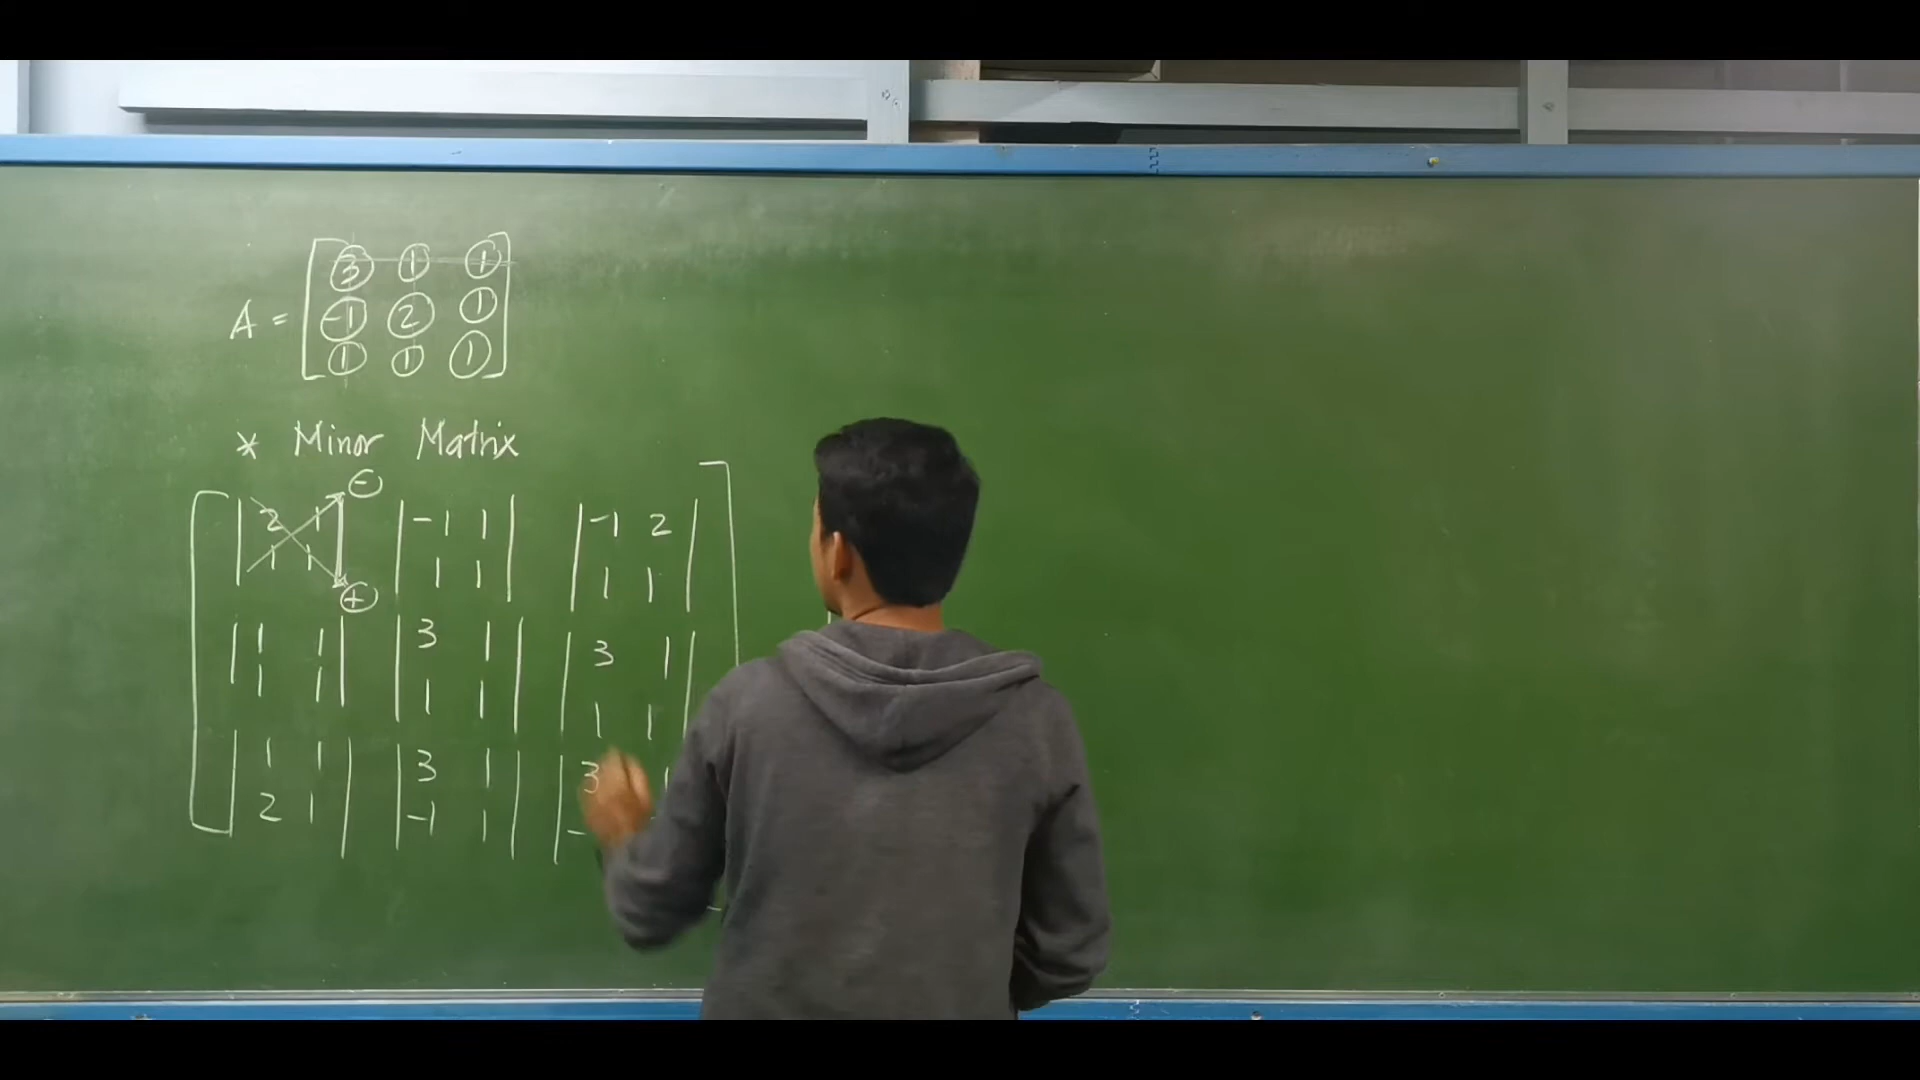 3 1 1
A = -1 2 1
1 1 1
* Minor Matrix
-
2 1 -1 1 -1 2
1 1 1 1 1 1
+
1 1 3 1 3 1
1 1 1 1 1 1
1 1 3 1 3
2 1 -1 1 -